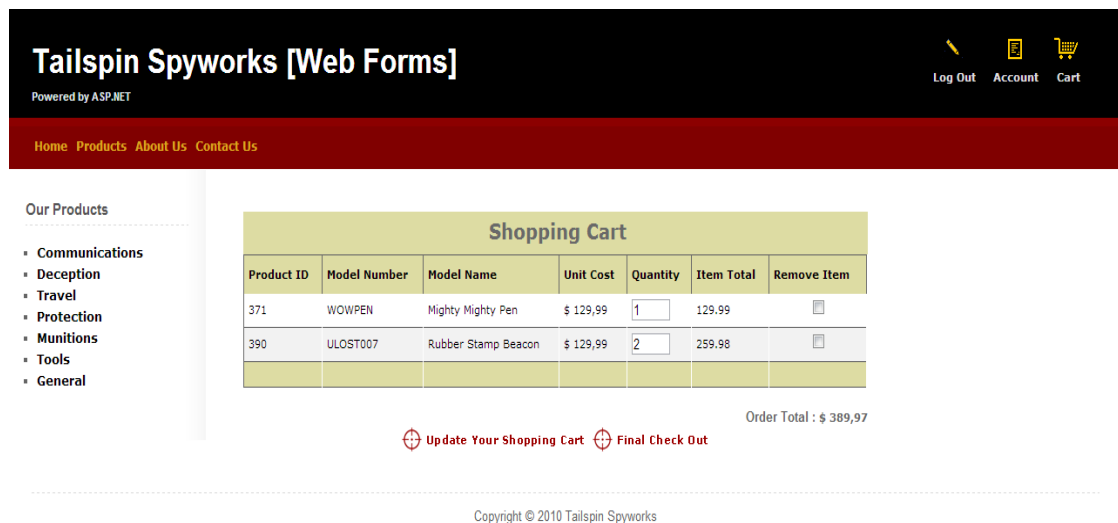 Tailspin Spyworks [Web Forms]
Powered by ASP.NET
Log Out Account Cart
Home Products About Us Contact Us
Our Products
Communications
Deception
Travel
Protection
Munitions
Tools
General
Shopping Cart
Product ID Model Number Model Name Unit Cost Quantity Item Total Remove Item
371 WOWPEN Mighty Mighty Pen $ 129,99 1 129.99
390 ULOST007 Rubber Stamp Beacon $ 129,99 2 259.98
Order Total : $ 389,97
Update Your Shopping Cart Final Check Out
Copyright © 2010 Tailspin Spyworks